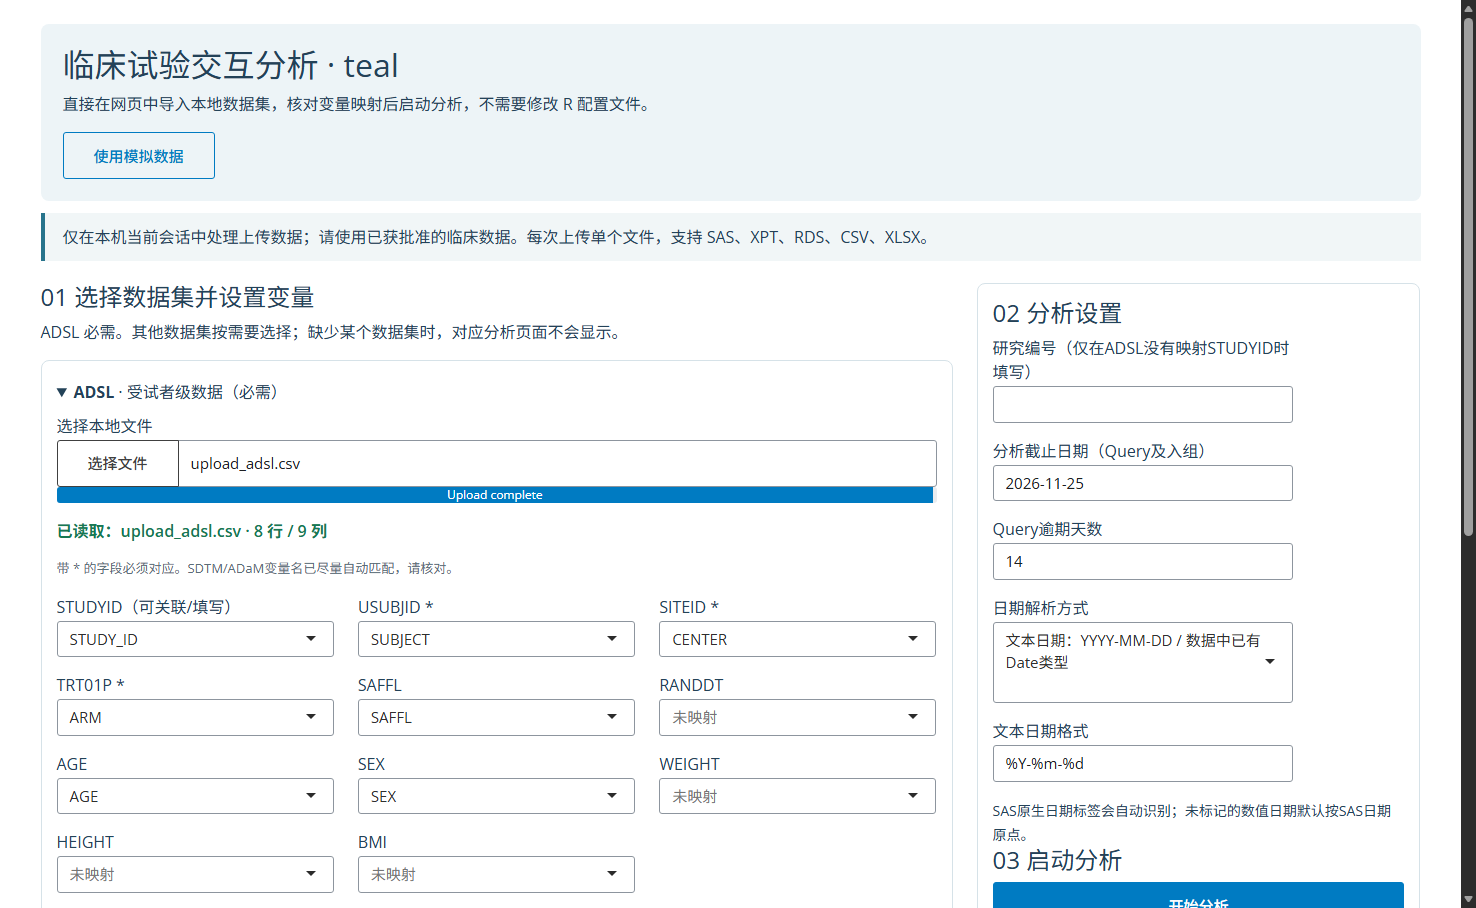 临床试验交互分析 · teal
直接在网页中导入本地数据集，核对变量映射后启动分析，不需要修改 R 配置文件。
使用模拟数据
仅在本机当前会话中处理上传数据；请使用已获批准的临床数据。每次上传单个文件，支持 SAS、XPT、RDS、CSV、XLSX。
01 选择数据集并设置变量
ADSL 必需。其他数据集按需要选择；缺少某个数据集时，对应分析页面不会显示。
▼ ADSL · 受试者级数据（必需）
选择本地文件
选择文件 upload_adsl.csv
Upload complete
已读取：upload_adsl.csv · 8 行 / 9 列
带 * 的字段必须对应。SDTM/ADaM变量名已尽量自动匹配，请核对。
STUDYID（可关联/填写） USUBJID * SITEID *
STUDY_ID SUBJECT CENTER
TRT01P * SAFFL RANDDT
ARM SAFFL 未映射
AGE SEX WEIGHT
AGE SEX 未映射
HEIGHT BMI
未映射 未映射
02 分析设置
研究编号（仅在ADSL没有映射STUDYID时
填写）
分析截止日期（Query及入组）
2026-11-25
Query逾期天数
14
日期解析方式
文本日期：YYYY-MM-DD / 数据中已有
Date类型
文本日期格式
%Y-%m-%d
SAS原生日期标签会自动识别；未标记的数值日期默认按SAS日期
原点。
03 启动分析
开始分析